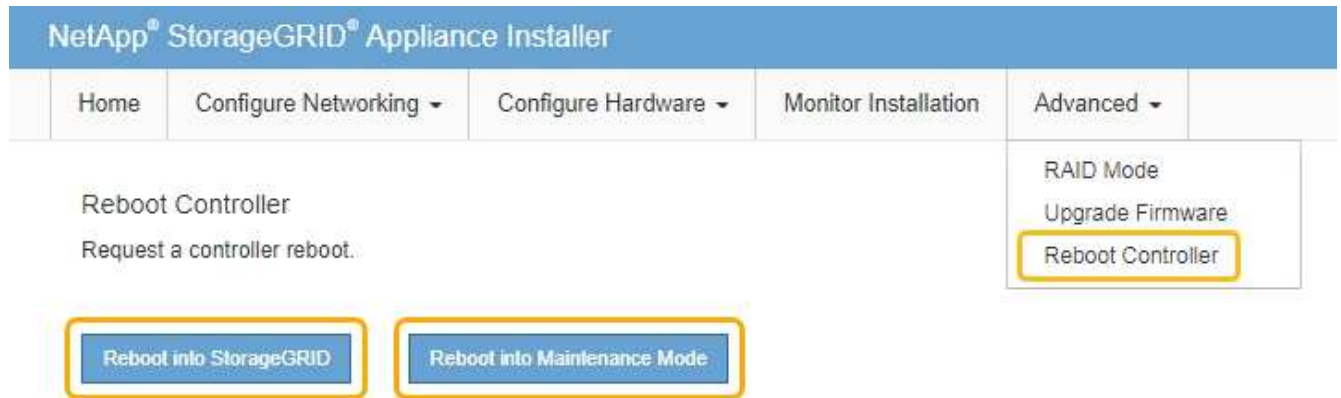 NetApp® StorageGRID® Appliance Installer
Home Configure Networking Configure Hardware Monitor Installation Advanced
RAID Mode
Upgrade Firmware
Reboot Controller
Reboot Controller
Request a controller reboot.
Reboot into StorageGRID Reboot into Maintenance Mode